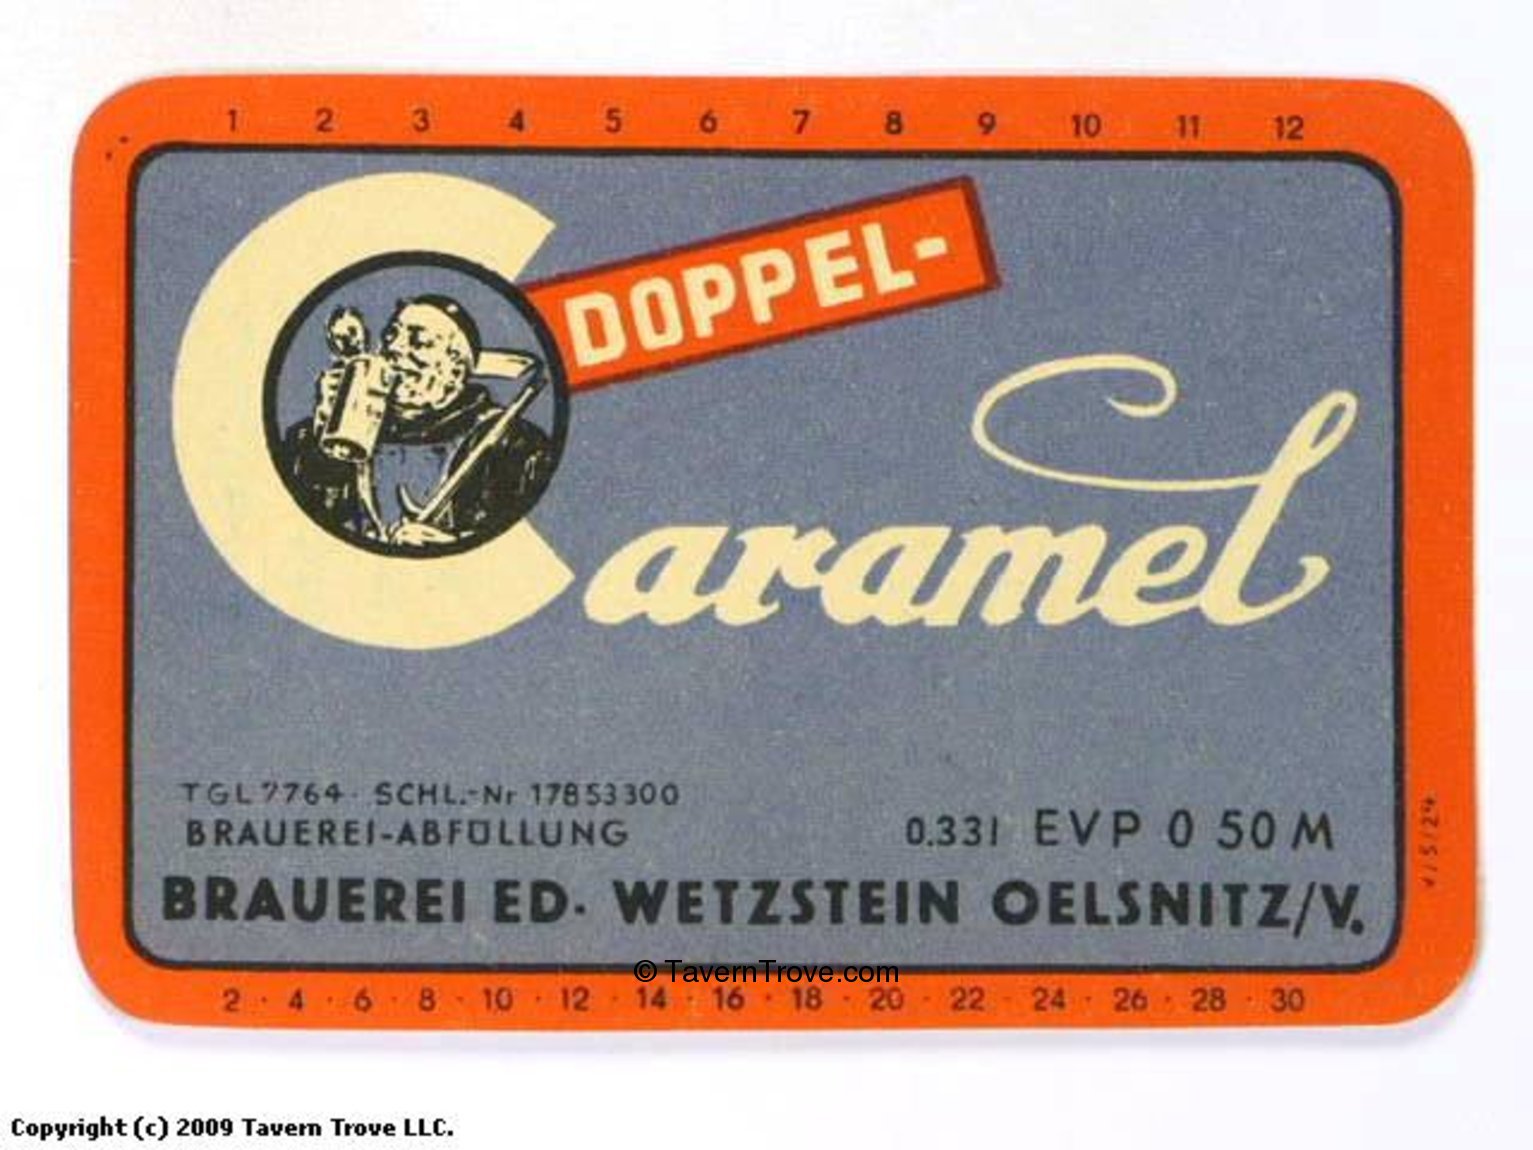 1 2 3 4 5 6 7 8 9 10 11 12
DOPPEL-
Caramel
TGL 7764 · SCHL.-Nr 17853300
BRAUEREI-ABFÜLLUNG
0.33l EVP 0 50 M
BRAUEREI ED. WETZSTEIN OELSNITZ/V.
V/5/24
© TavernTrove.com
2 · 4 · 6 · 8 · 10 · 12 · 14 · 16 · 18 · 20 · 22 · 24 · 26 · 28 · 30
Copyright (c) 2009 Tavern Trove LLC.